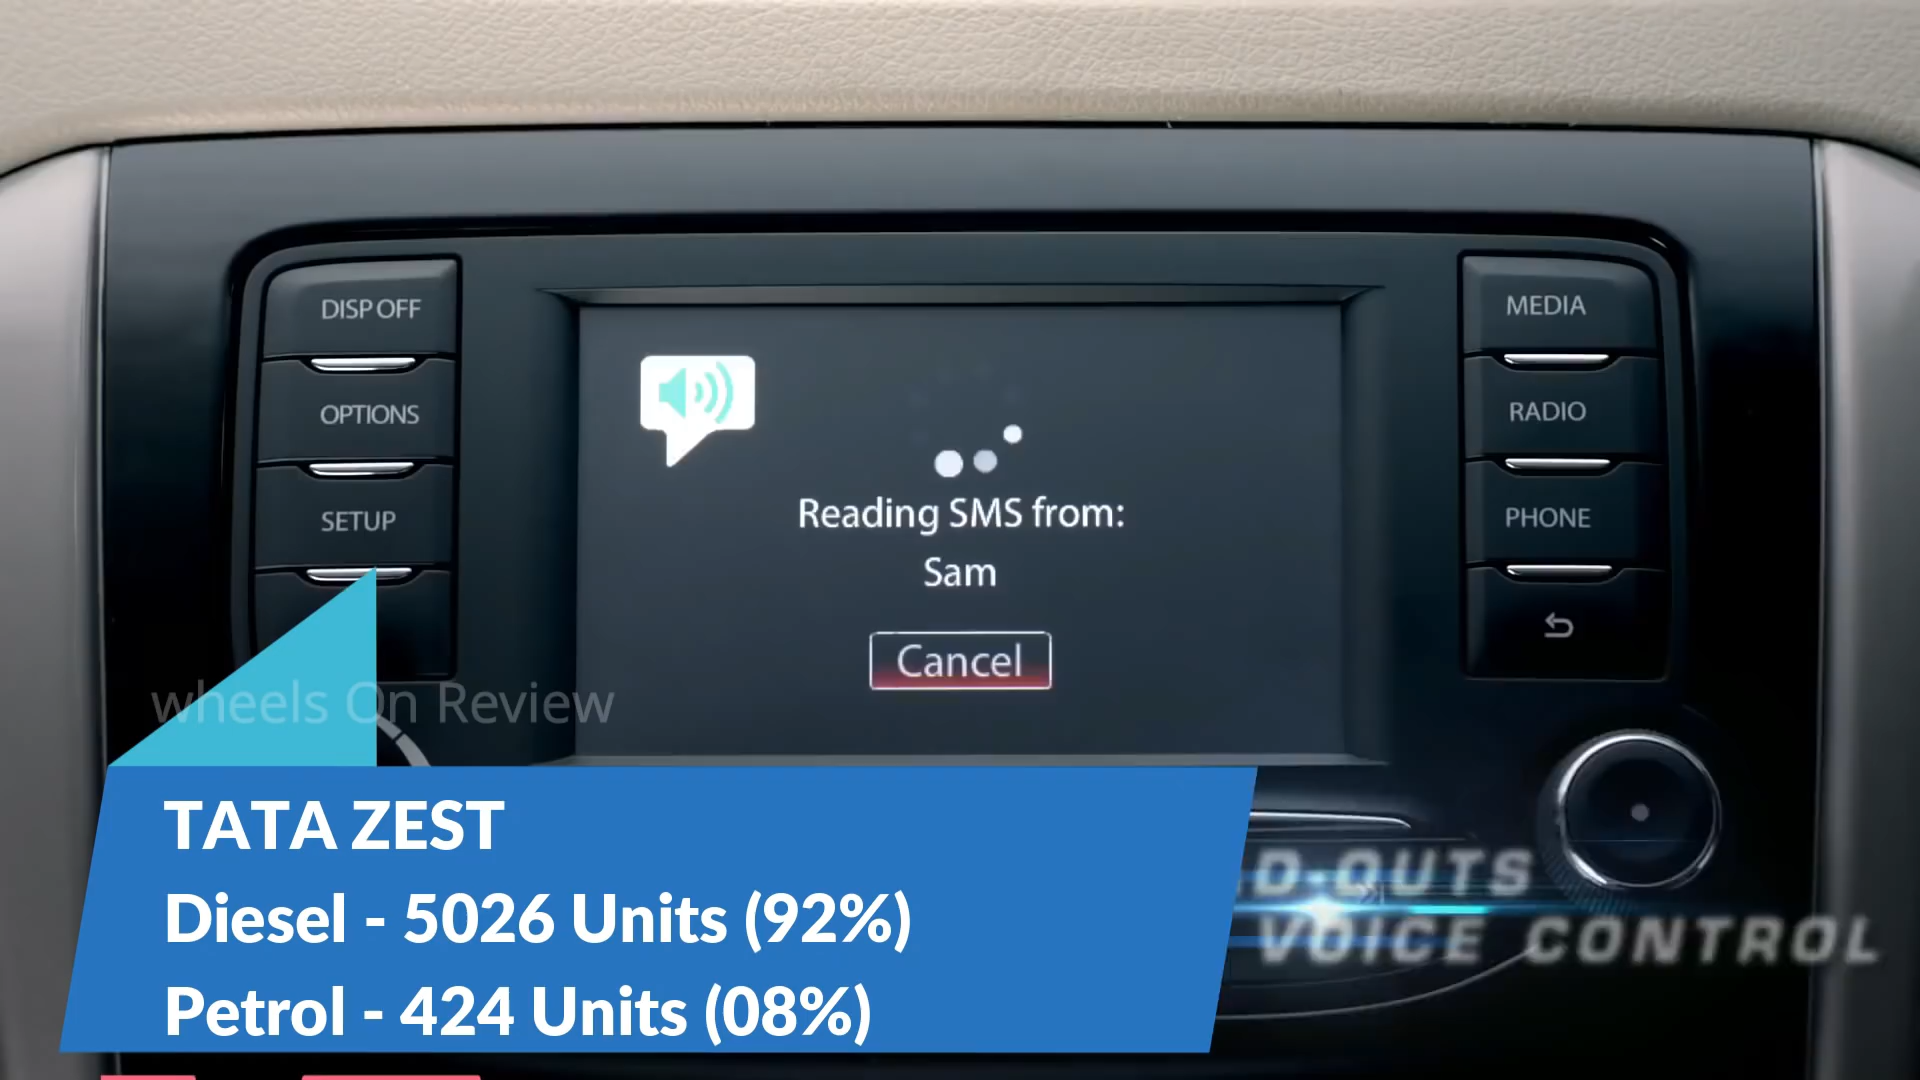 DISP OFF
OPTIONS
SETUP
MEDIA
RADIO
PHONE
Reading SMS from:
Sam
Cancel
wheels On Review
TATA ZEST
Diesel - 5026 Units (92%)
Petrol - 424 Units (08%)
VOICE CONTROL